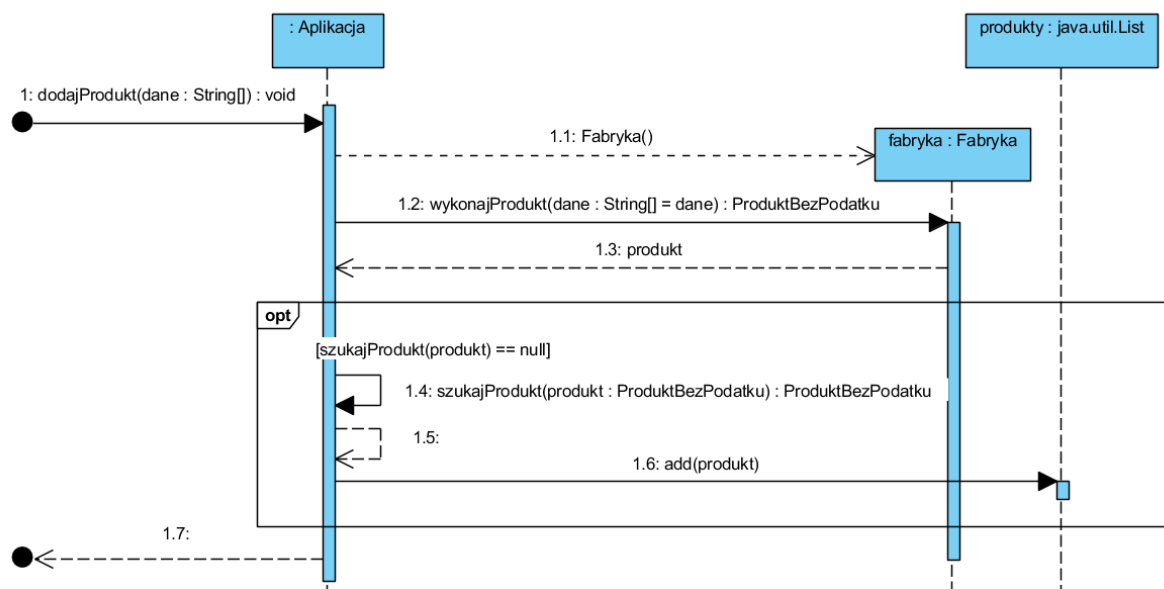 : Aplikacja
produkty : java.util.List
1: dodajProdukt(dane : String[]) : void
1.1: Fabryka()
fabryka : Fabryka
1.2: wykonajProdukt(dane : String[] = dane) : ProduktBezPodatku
1.3: produkt
opt
[szukajProdukt(produkt) == null]
1.4: szukajProdukt(produkt : ProduktBezPodatku) : ProduktBezPodatku
1.5:
1.6: add(produkt)
1.7: